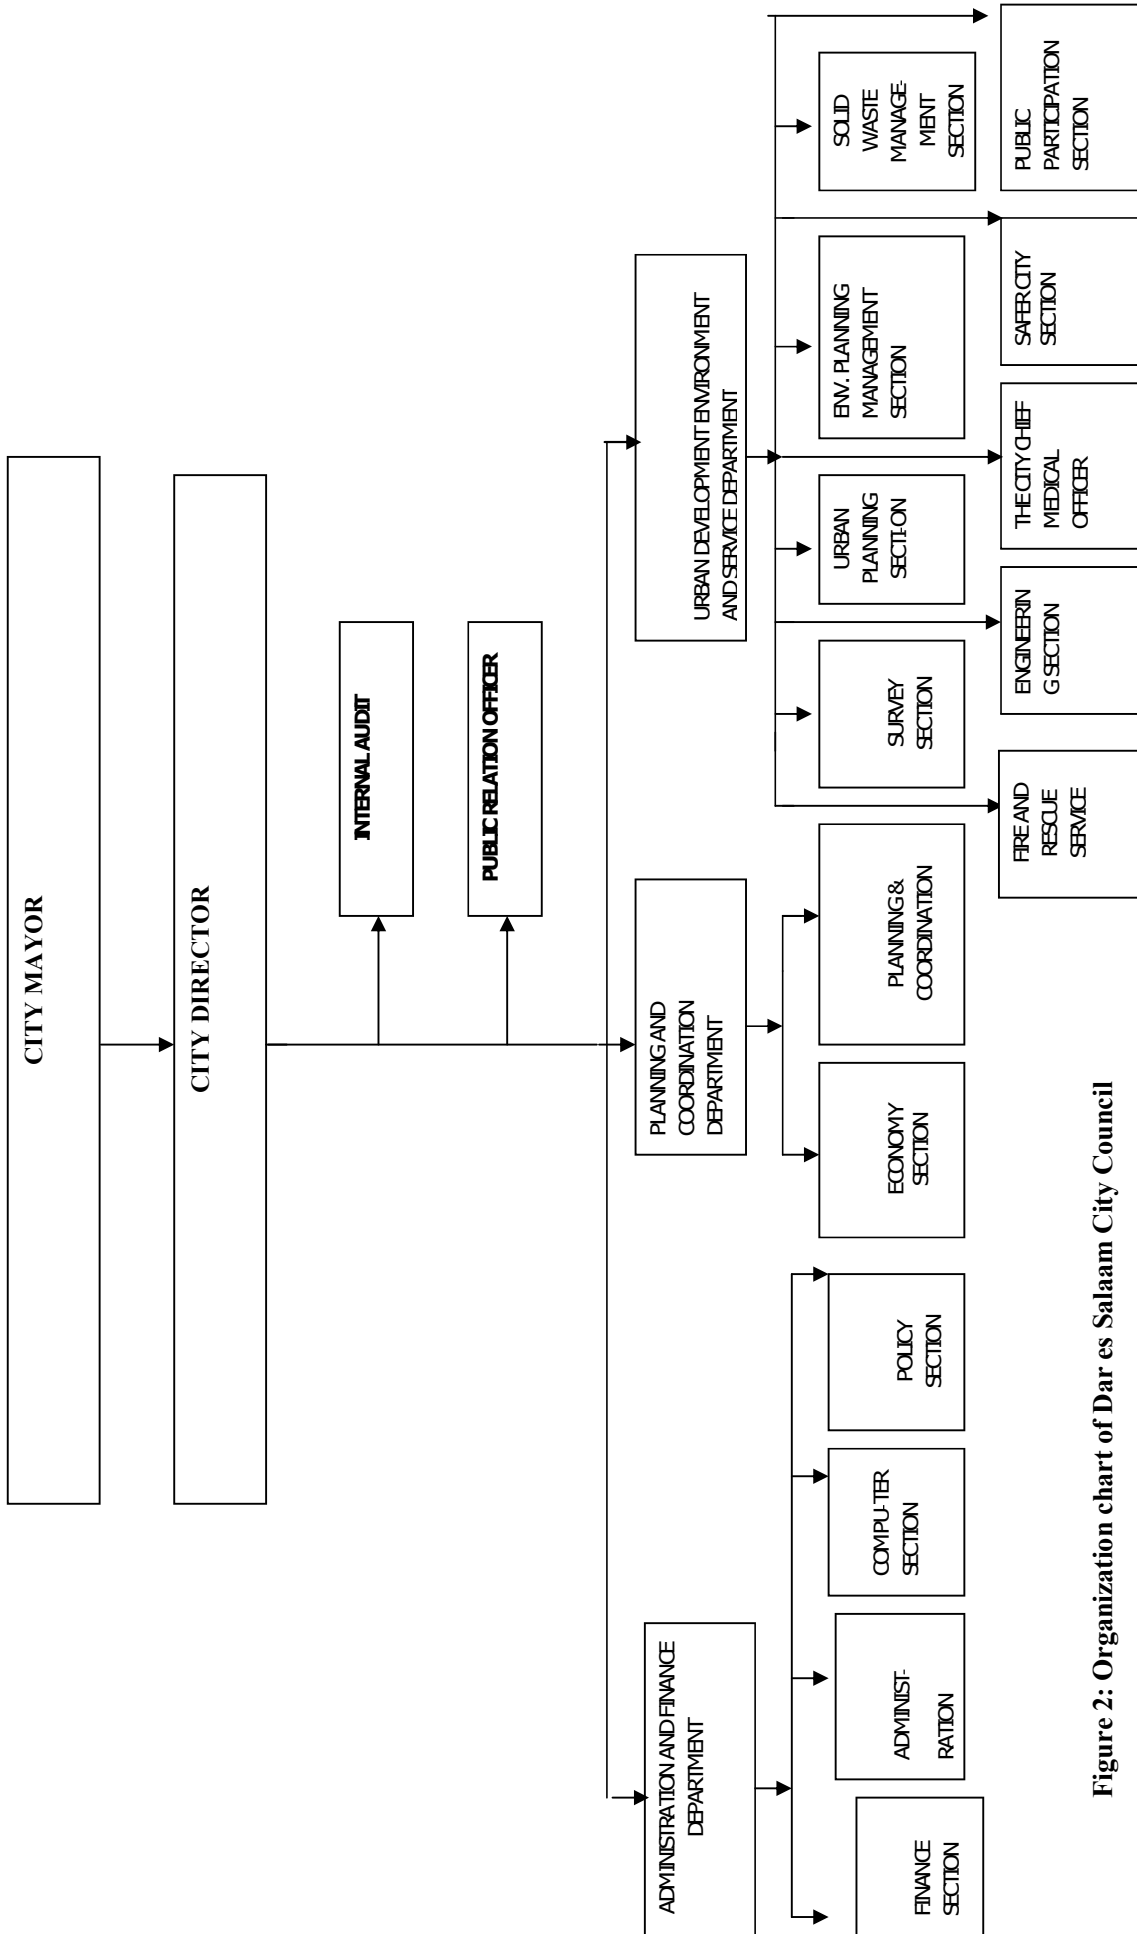 CITY MAYOR
CITY DIRECTOR
INTERNAL AUDIT
PUBLIC RELATION OFFICER
ADMINISTRATION AND FINANCE
DEPARTMENT
PLANNING AND
COORDINATION
DEPARTMENT
URBAN DEVELOPMENT ENVIRONMENT
AND SERVICE DEPARTMENT
FINANCE
SECTION
ADMINIST-
RATION
COMPU-TER
SECTION
POLICY
SECTION
ECONOMY
SECTION
PLANNING &
COORDINATION
SURVEY
SECTION
URBAN
PLANNING
SECTI-ON
ENV. PLANNING
MANAGEMENT
SECTION
SOLID
WASTE
MANAGE-
MENT
SECTION
FIRE AND
RESCUE
SERVICE
ENGINEERIN
G SECTION
THE CITY CHIEF
MEDICAL
OFFICER
SAFER CITY
SECTION
PUBLIC
PARTICIPATION
SECTION
Figure 2: Organization chart of Dar es Salaam City Council